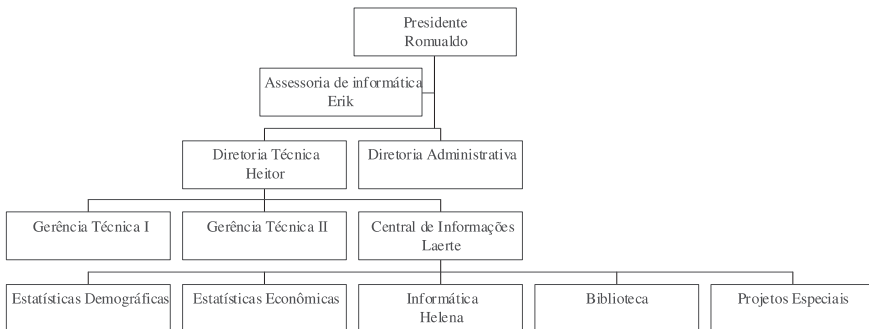 Presidente
Romualdo
Assessoria de informática
Erik
Diretoria Técnica
Heitor
Diretoria Administrativa
Gerência Técnica I
Gerência Técnica II
Central de Informações
Laerte
Estatísticas Demográficas
Estatísticas Econômicas
Informática
Helena
Biblioteca
Projetos Especiais